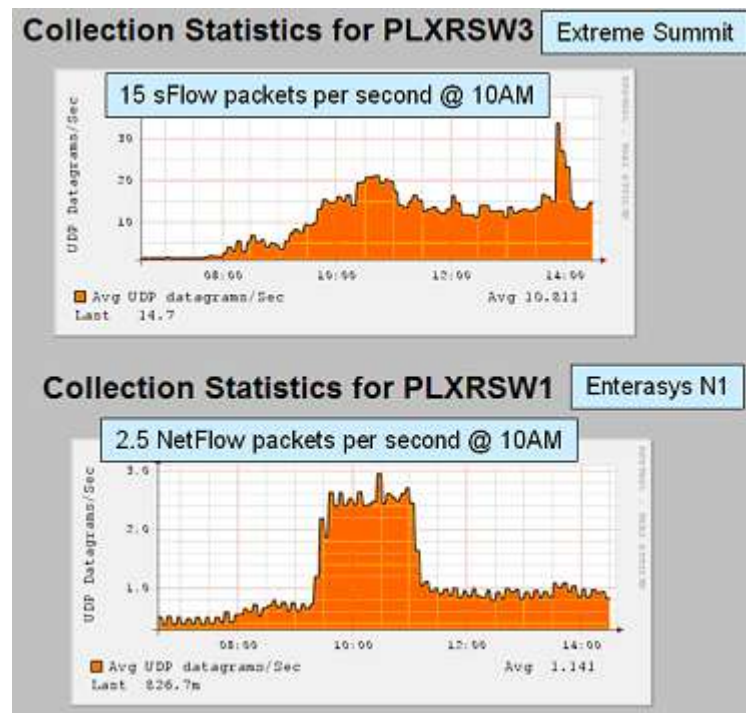 Collection Statistics for PLXRSW3 Extreme Summit
15 sFlow packets per second @ 10AM
UDP Datagrams/Sec
30
20
10
08:00 10:00 12:00 14:00
Avg UDP datagrams/Sec Avg 10.811
Last 14.7
Collection Statistics for PLXRSW1 Enterasys N1
2.5 NetFlow packets per second @ 10AM
UDP Datagrams/Sec
3.0
2.0
1.0
08:00 10:00 12:00 14:00
Avg UDP datagrams/Sec Avg 1.141
Last 826.7m